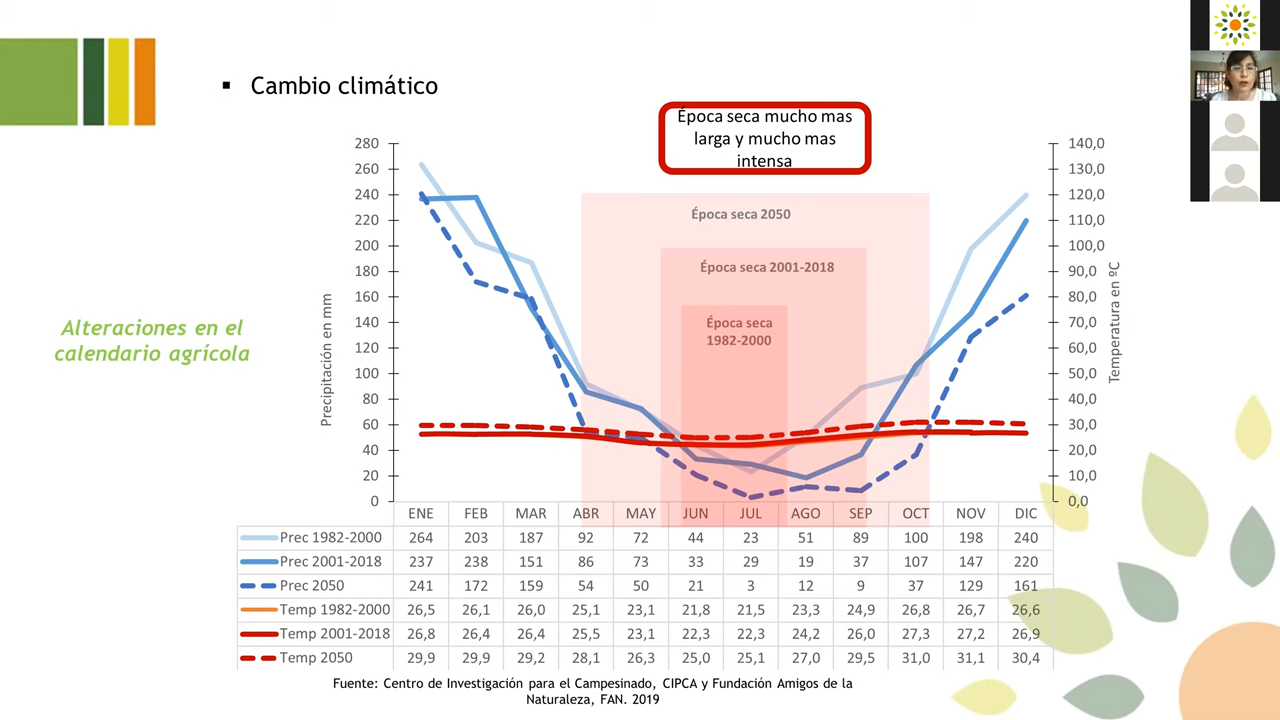 ▪ Cambio climático
Época seca mucho mas
larga y mucho mas
intensa
Alteraciones en el
calendario agrícola
Precipitación en mm
280
260
240
220
200
180
160
140
120
100
80
60
40
20
0
Época seca 2050
Época seca 2001-2018
Época seca
1982-2000
140,0
130,0
120,0
110,0
100,0
90,0
80,0
70,0
60,0
50,0
40,0
30,0
20,0
10,0
0,0
Temperatura en ºC
ENE FEB MAR ABR MAY JUN JUL AGO SEP OCT NOV DIC
Prec 1982-2000 264 203 187 92 72 44 23 51 89 100 198 240
Prec 2001-2018 237 238 151 86 73 33 29 19 37 107 147 220
Prec 2050 241 172 159 54 50 21 3 12 9 37 129 161
Temp 1982-2000 26,5 26,1 26,0 25,1 23,1 21,8 21,5 23,3 24,9 26,8 26,7 26,6
Temp 2001-2018 26,8 26,4 26,4 25,5 23,1 22,3 22,3 24,2 26,0 27,3 27,2 26,9
Temp 2050 29,9 29,9 29,2 28,1 26,3 25,0 25,1 27,0 29,5 31,0 31,1 30,4
Fuente: Centro de Investigación para el Campesinado, CIPCA y Fundación Amigos de la
Naturaleza, FAN. 2019